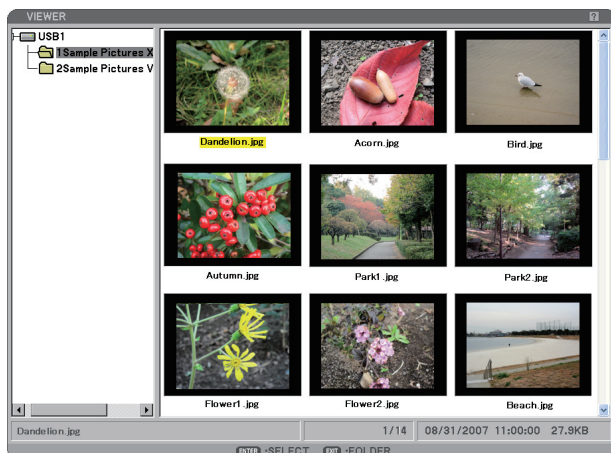 VIEWER
?
USB1
1Sample Pictures X
2Sample Pictures V
Dandelion.jpg
Acorn.jpg
Bird.jpg
Autumn.jpg
Park1.jpg
Park2.jpg
Flower1.jpg
Flower2.jpg
Beach.jpg
Dandelion.jpg 1/14 08/31/2007 11:00:00 27.9KB
ENTER :SELECT EXIT :FOLDER